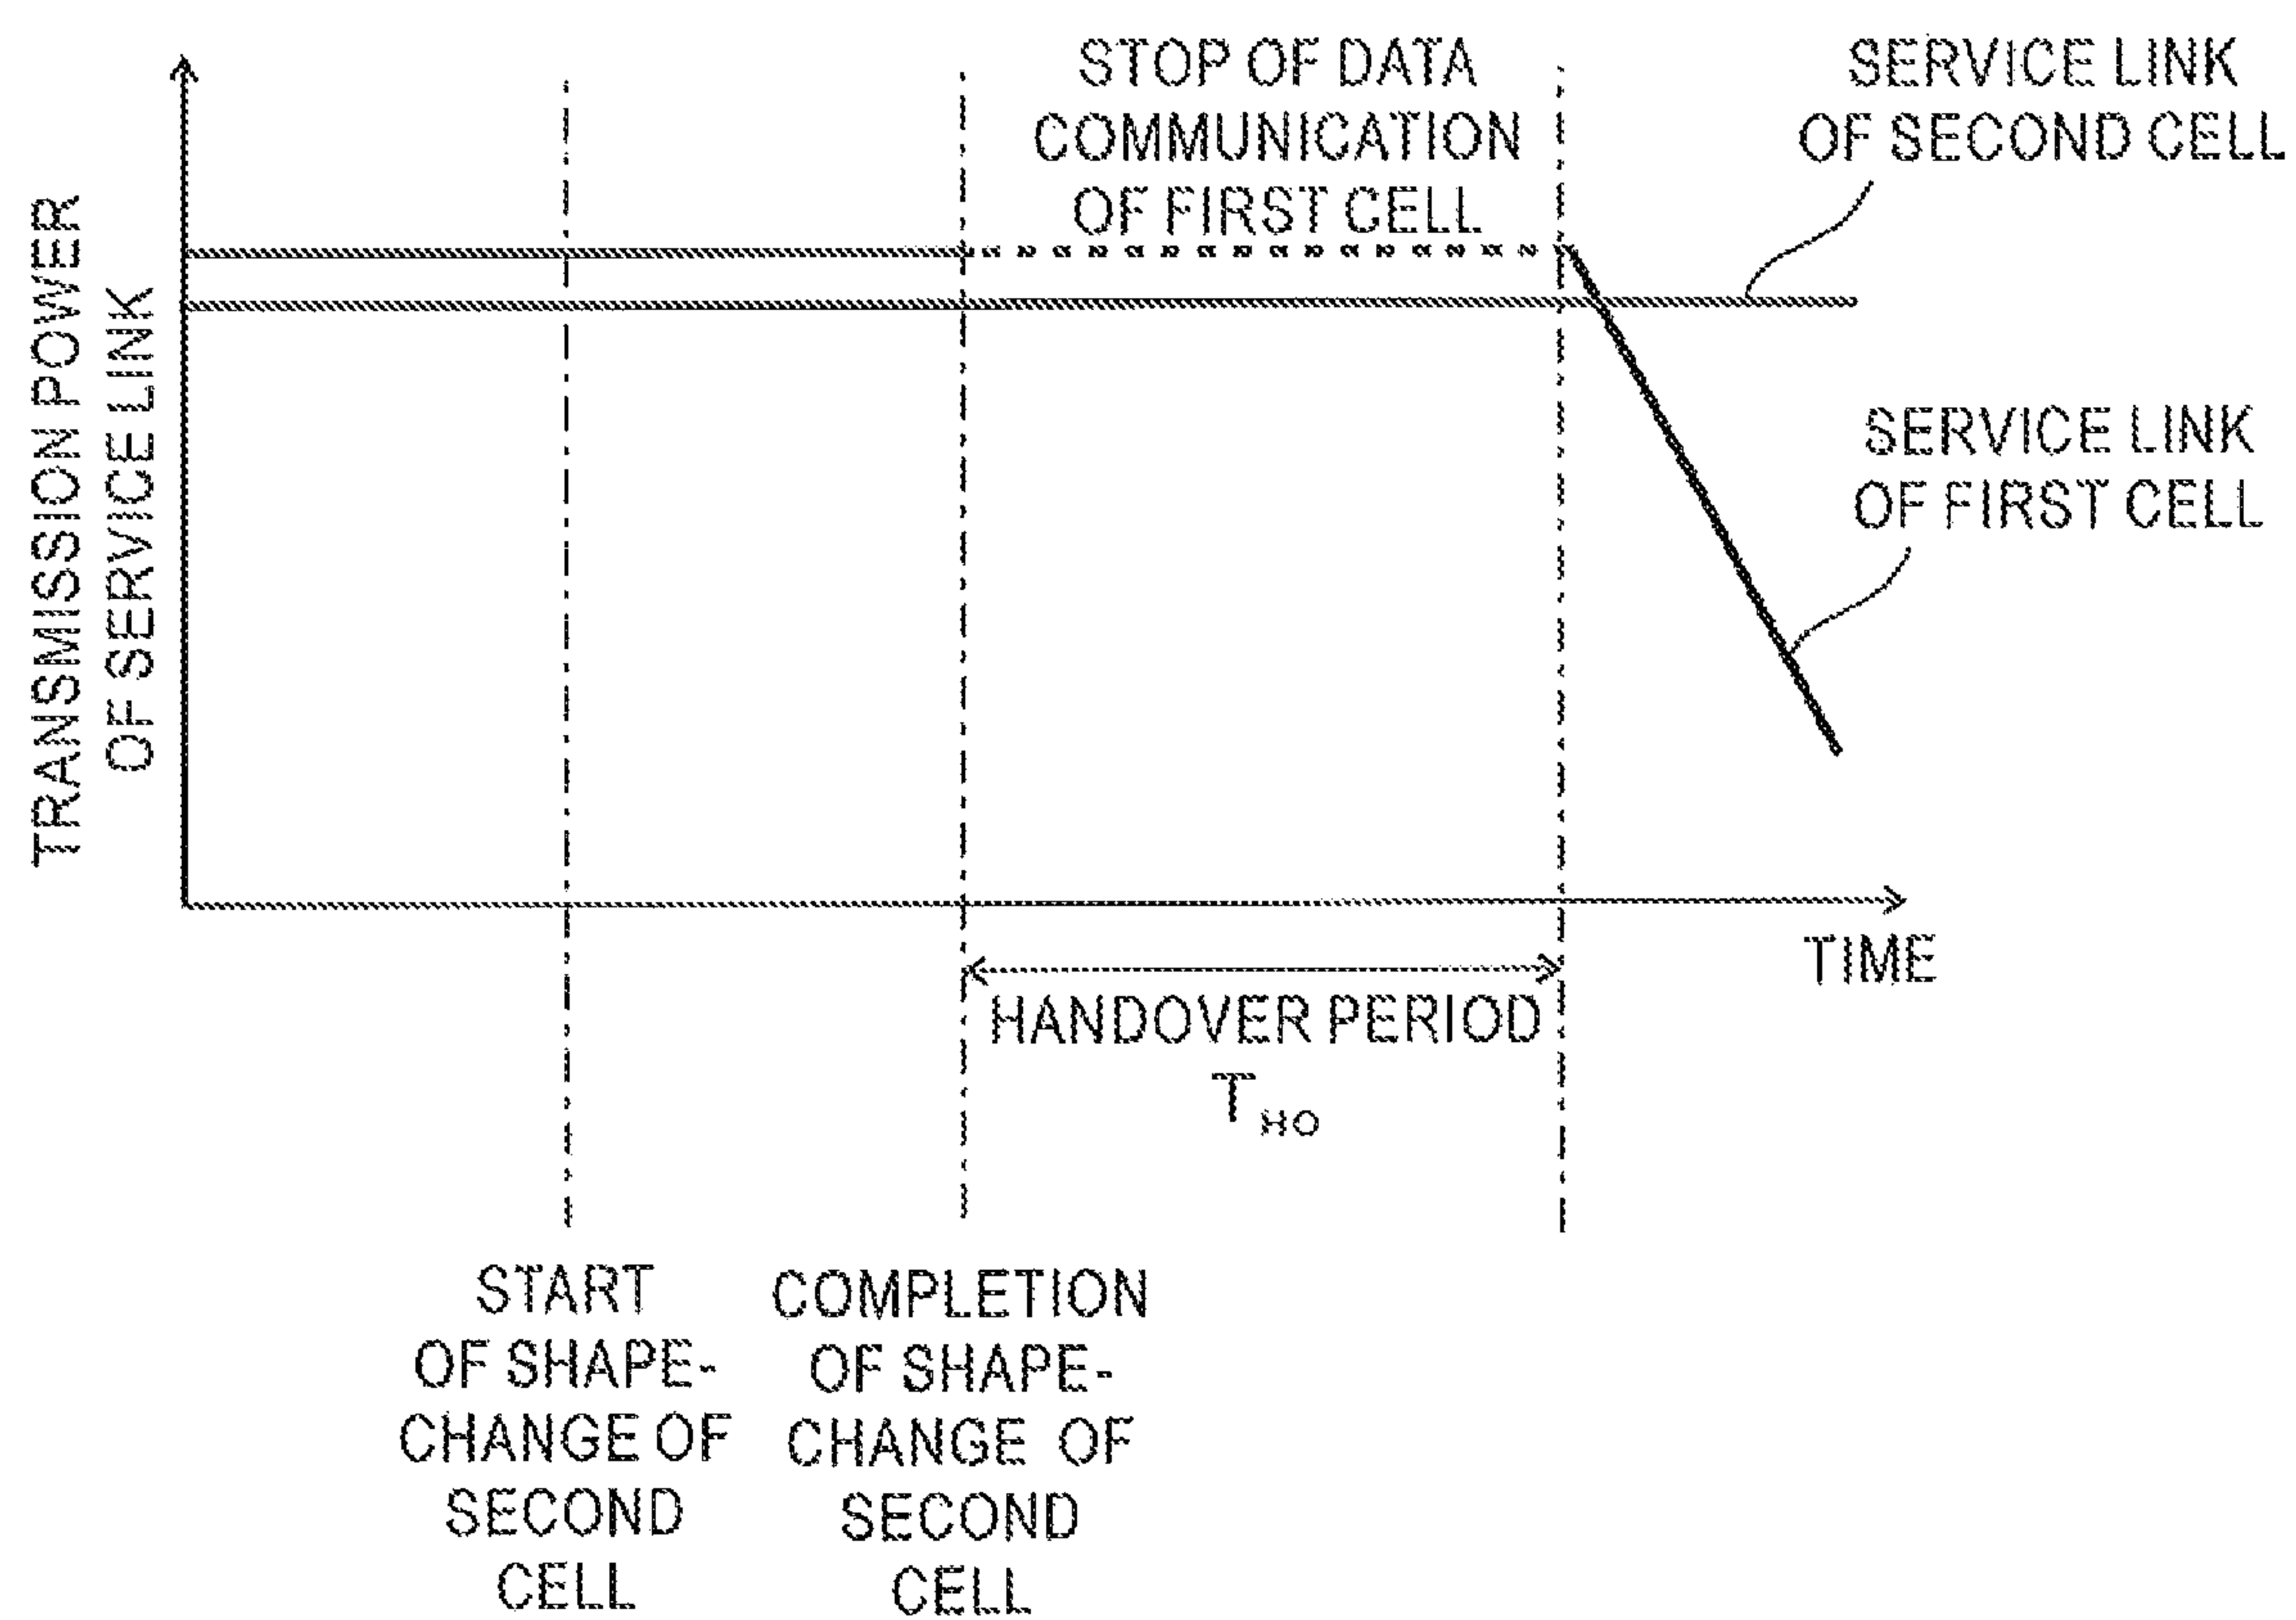 TRANSMISSION POWER
OF SERVICE LINK
STOP OF DATA
COMMUNICATION
OF FIRST CELL
SERVICE LINK
OF SECOND CELL
SERVICE LINK
OF FIRST CELL
TIME
HANDOVER PERIOD
T HO
START
OF SHAPE-
CHANGE OF
SECOND
CELL
COMPLETION
OF SHAPE-
CHANGE OF
SECOND
CELL